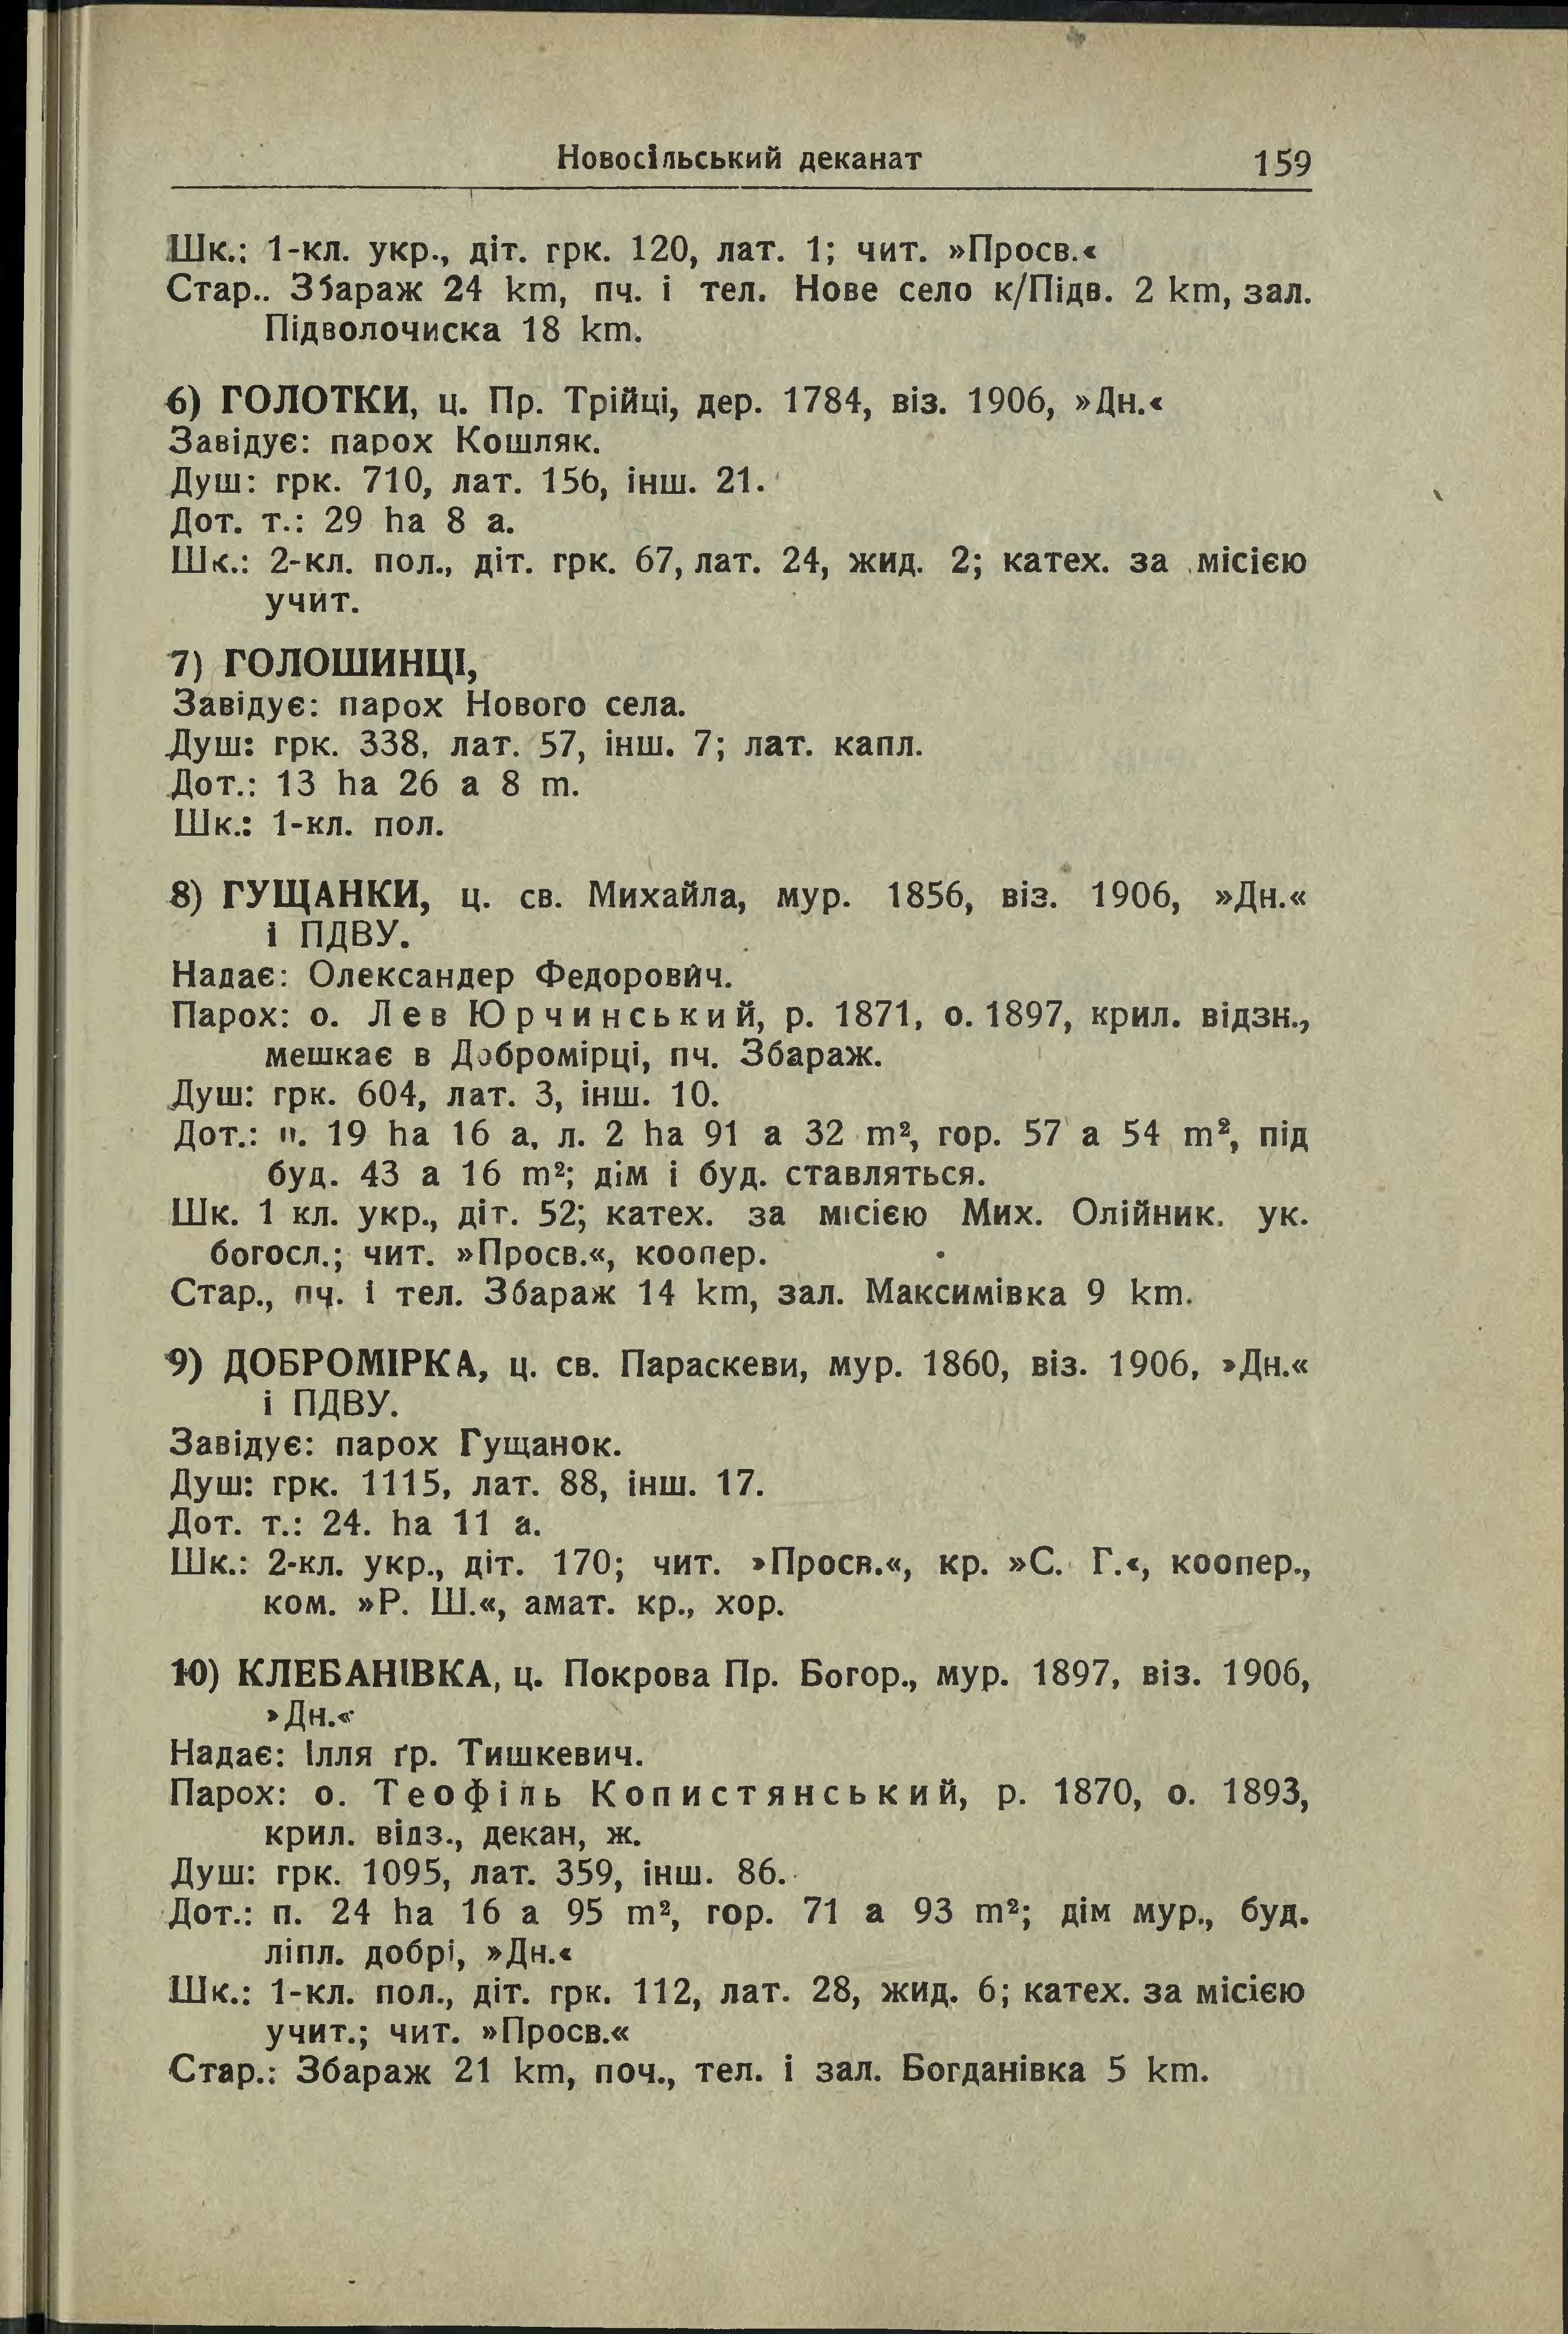 Новосільський деканат 159
Шк.: 1-кл. укр., діт. грк. 120, лат. 1; чит. »Просв.«
Стар.. Збараж 24 km, пч. і тел. Нове село к/Підв. 2 km, зал.
Підволочиска 18 km.
6) ГОЛОТКИ, ц. Пр. Трійці, дер. 1784, віз. 1906, »Дн.«
Завідує: парох Кошляк.
Душ: грк. 710, лат. 156, інш. 21.
Дот. т.: 29 ha 8 a.
Шк.: 2-кл. пол., діт. грк. 67, лат. 24, жид. 2; катех. за місією
учит.
7) ГОЛОШИНЦІ,
Завідує: парох Нового села.
Душ: грк. 338, лат. 57, інш. 7; лат. капл.
Дот.: 13 ha 26 a 8 m.
Шк.: 1-кл. пол.
8) ГУЩАНКИ, ц. св. Михайла, мур. 1856, віз. 1906, »Дн.«
і ПДВУ.
Надає: Олександер Федорович.
Парох: о. Лев Юрчинський, р. 1871, о. 1897, крил. відзн.,
мешкає в Добромірці, пч. Збараж.
Душ: грк. 604, лат. 3, інш. 10.
Дот.: п. 19 ha 16 a, л. 2 ha 91 a 32 m², гор. 57 a 54 m², під
буд. 43 a 16 m²; дім і буд. ставляться.
Шк. 1 кл. укр., діт. 52; катех. за місією Мих. Олійник. ук.
богосл.; чит. »Просв.«, коопер.
Стар., пч. і тел. Збараж 14 km, зал. Максимівка 9 km.
9) ДОБРОМІРКА, ц. св. Параскеви, мур. 1860, віз. 1906, »Дн.«
і ПДВУ.
Завідує: парох Гущанок.
Душ: грк. 1115, лат. 88, інш. 17.
Дот. т.: 24. ha 11 a.
Шк.: 2-кл. укр., діт. 170; чит. »Просв.«, кр. »С. Г.«, коопер.,
ком. »Р. Ш.«, амат. кр., хор.
10) КЛЕБАНІВКА, ц. Покрова Пр. Богор., мур. 1897, віз. 1906,
»Дн.«
Надає: Ілля ґр. Тишкевич.
Парох: о. Теофіль Копистянський, р. 1870, о. 1893,
крил. відз., декан, ж.
Душ: грк. 1095, лат. 359, інш. 86.
Дот.: п. 24 ha 16 a 95 m², гор. 71 a 93 m²; дім мур., буд.
ліпл. добрі, »Дн.«
Шк.: 1-кл. пол., діт. грк. 112, лат. 28, жид. 6; катех. за місією
учит.; чит. »Просв.«
Стар.: Збараж 21 km, поч., тел. і зал. Богданівка 5 km.